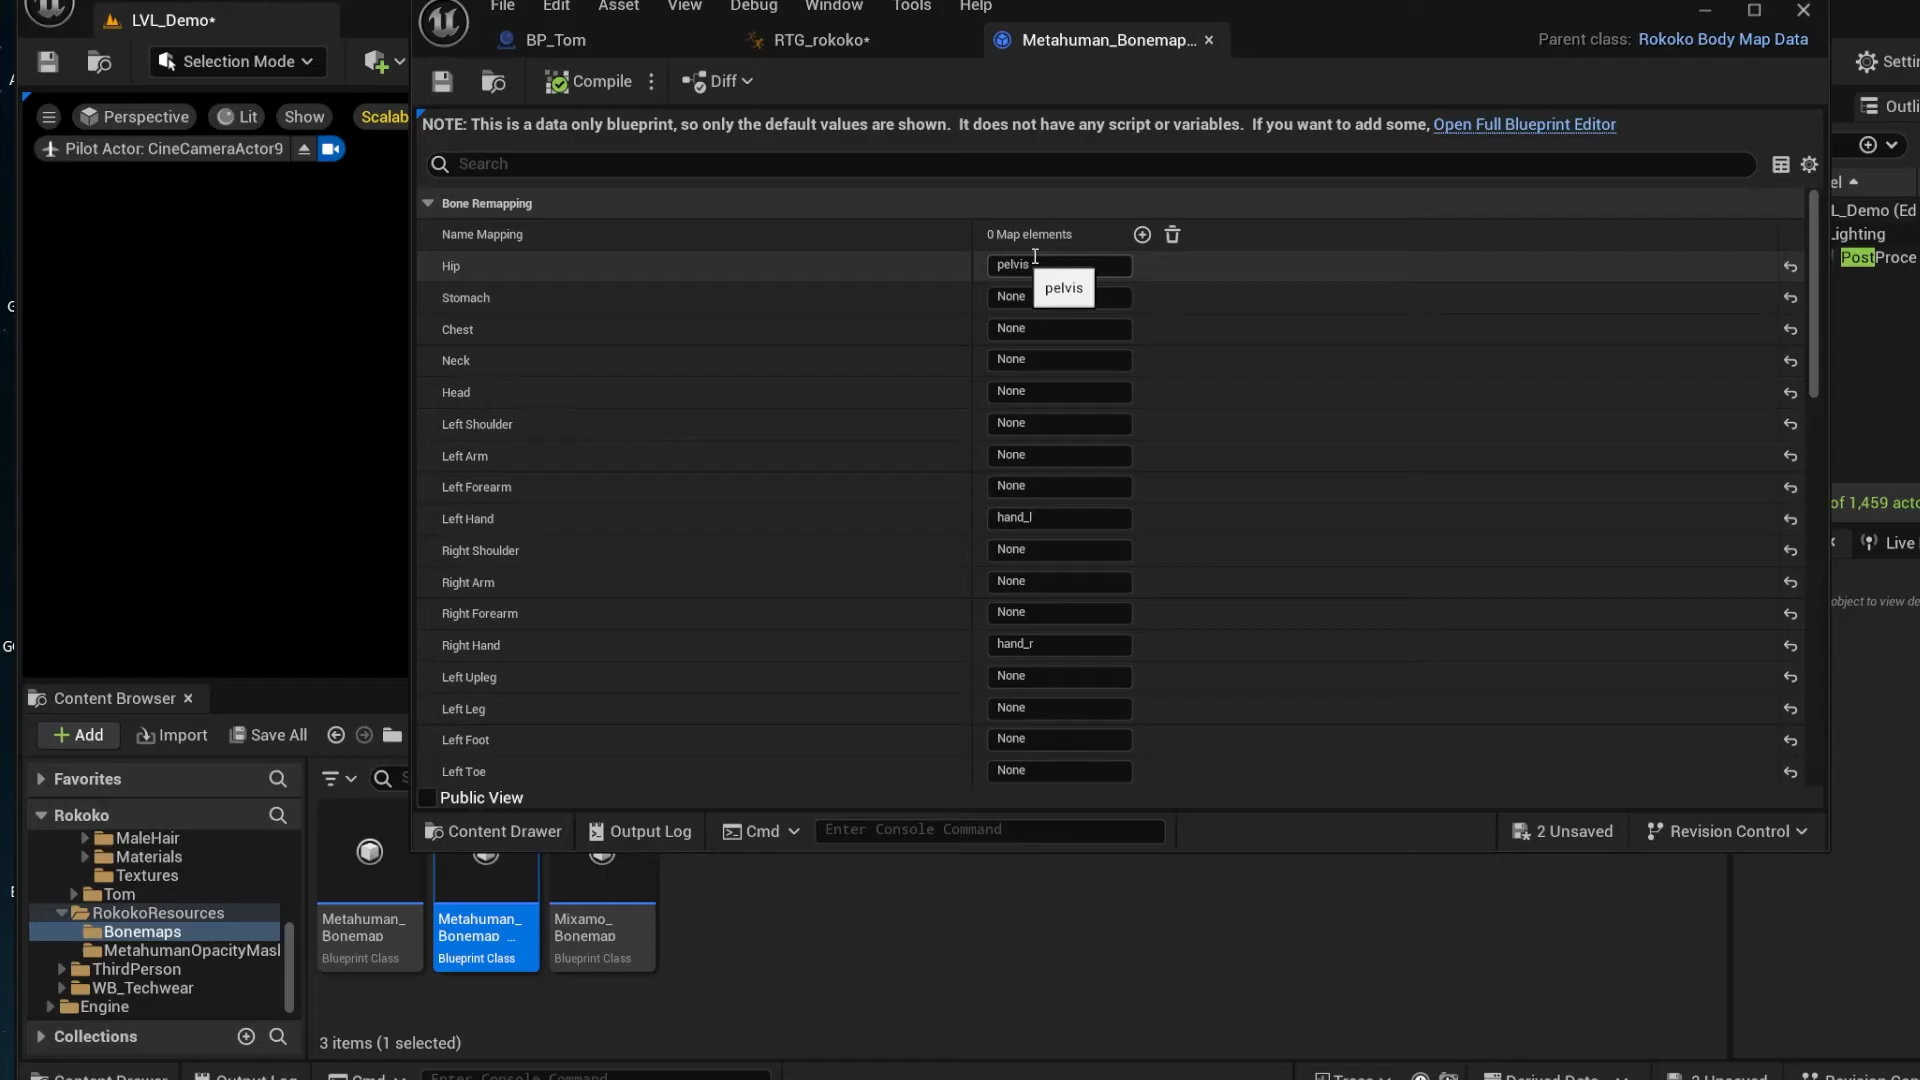 LVL_Demo*
File Edit Asset View Debug Window Tools Help
BP_Tom
RTG_rokoko*
Metahuman_Bonemap...
Parent class: Rokoko Body Map Data
Selection Mode
Compile
Diff
Perspective
Lit
Show
Pilot Actor: CineCameraActor9
NOTE: This is a data only blueprint, so only the default values are shown. It does not have any script or variables. If you want to add some, Open Full Blueprint Editor
Search
Bone Remapping
Name Mapping 0 Map elements
Hip pelvis
pelvis
Stomach None
Chest None
Neck None
Head None
Left Shoulder None
Left Arm None
Left Forearm None
Left Hand hand_l
Right Shoulder None
Right Arm None
Right Forearm None
Right Hand hand_r
Left Upleg None
Left Leg None
Left Foot None
Left Toe None
Public View
Content Drawer
Output Log
Cmd
Enter Console Command
2 Unsaved
Revision Control
L_Demo (Ed
PostProce
of 1,459 acto
Live
object to view de
Content Browser
Add
Import
Save All
Favorites
Rokoko
MaleHair
Materials
Textures
Tom
RokokoResources
Bonemaps
MetahumanOpacityMasl
ThirdPerson
WB_Techwear
Engine
Collections
Metahuman_
Bonemap
Blueprint Class
Metahuman_
Bonemap_...
Blueprint Class
Mixamo_
Bonemap
Blueprint Class
3 items (1 selected)